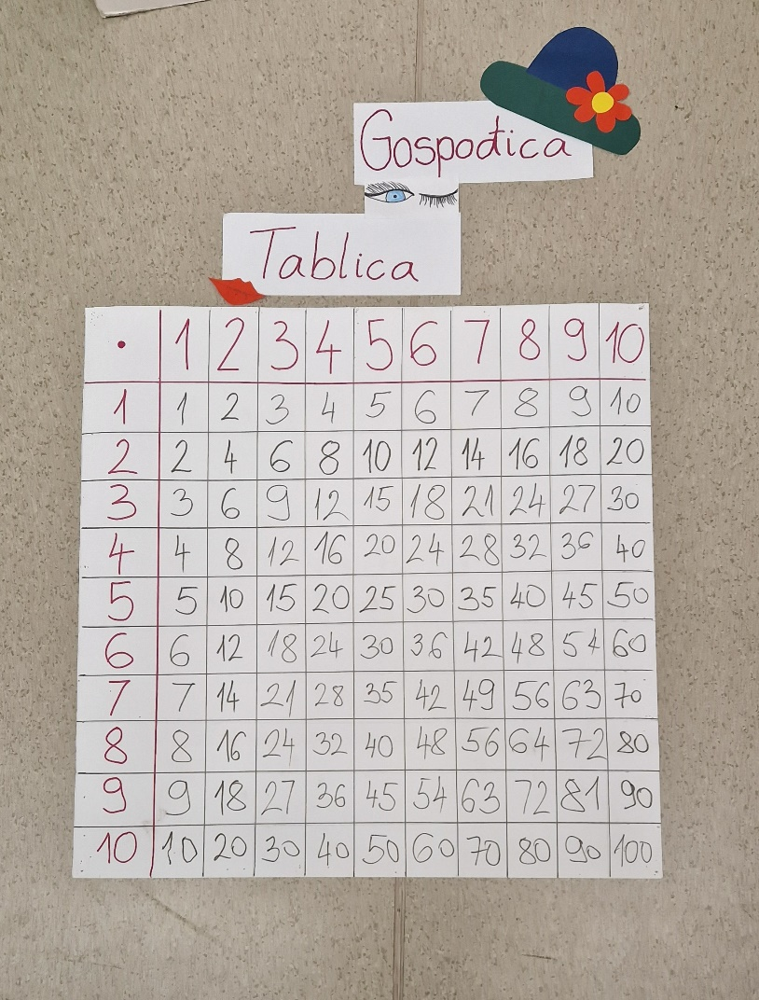 Gospođica
Tablica
• 1 2 3 4 5 6 7 8 9 10
1 1 2 3 4 5 6 7 8 9 10
2 2 4 6 8 10 12 14 16 18 20
3 3 6 9 12 15 18 21 24 27 30
4 4 8 12 16 20 24 28 32 36 40
5 5 10 15 20 25 30 35 40 45 50
6 6 12 18 24 30 36 42 48 54 60
7 7 14 21 28 35 42 49 56 63 70
8 8 16 24 32 40 48 56 64 72 80
9 9 18 27 36 45 54 63 72 81 90
10 10 20 30 40 50 60 70 80 90 100